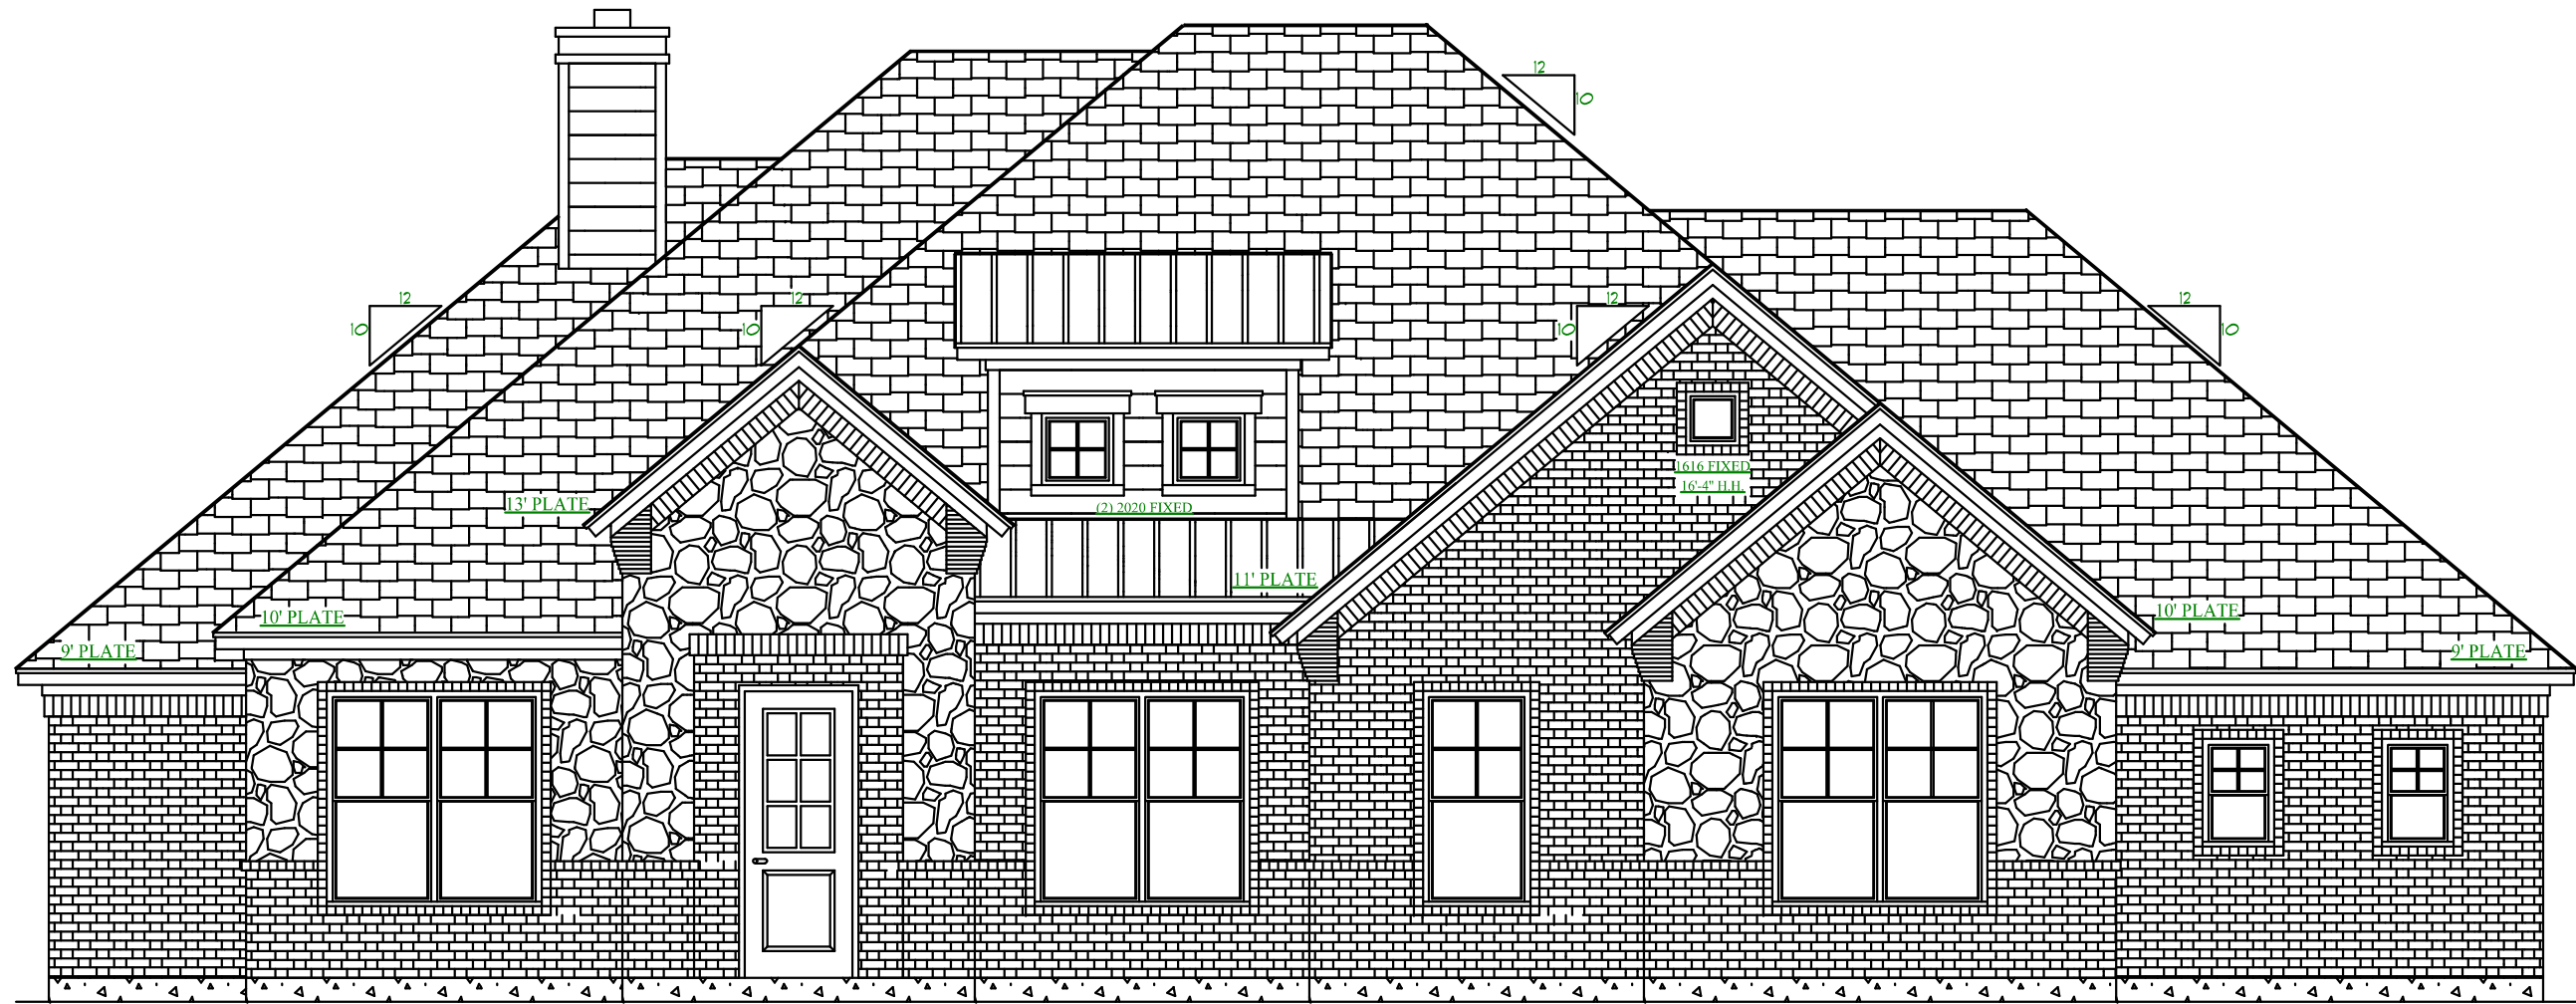 12
10
12
10
12
10
12
10
12
10
1616 FIXED
16'-4" H.H.
13' PLATE
(2) 2020 FIXED
11' PLATE
10' PLATE
10' PLATE
9' PLATE
9' PLATE